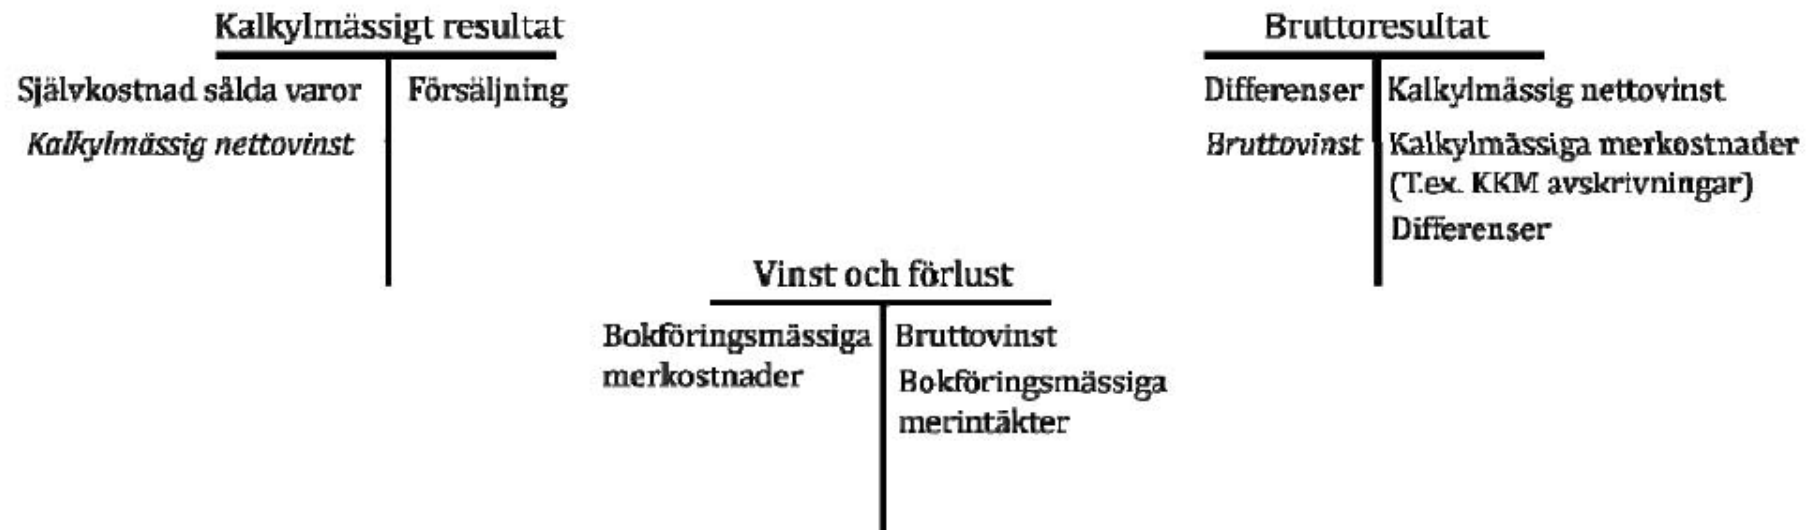 Kalkylmässigt resultat
Självkostnad sålda varor
Försäljning
Kalkylmässig nettovinst
Bruttoresultat
Differenser
Kalkylmässig nettovinst
Bruttovinst
Kalkylmässiga merkostnader
(T.ex. KKM avskrivningar)
Differenser
Vinst och förlust
Bokföringsmässiga
merkostnader
Bruttovinst
Bokföringsmässiga
merintäkter